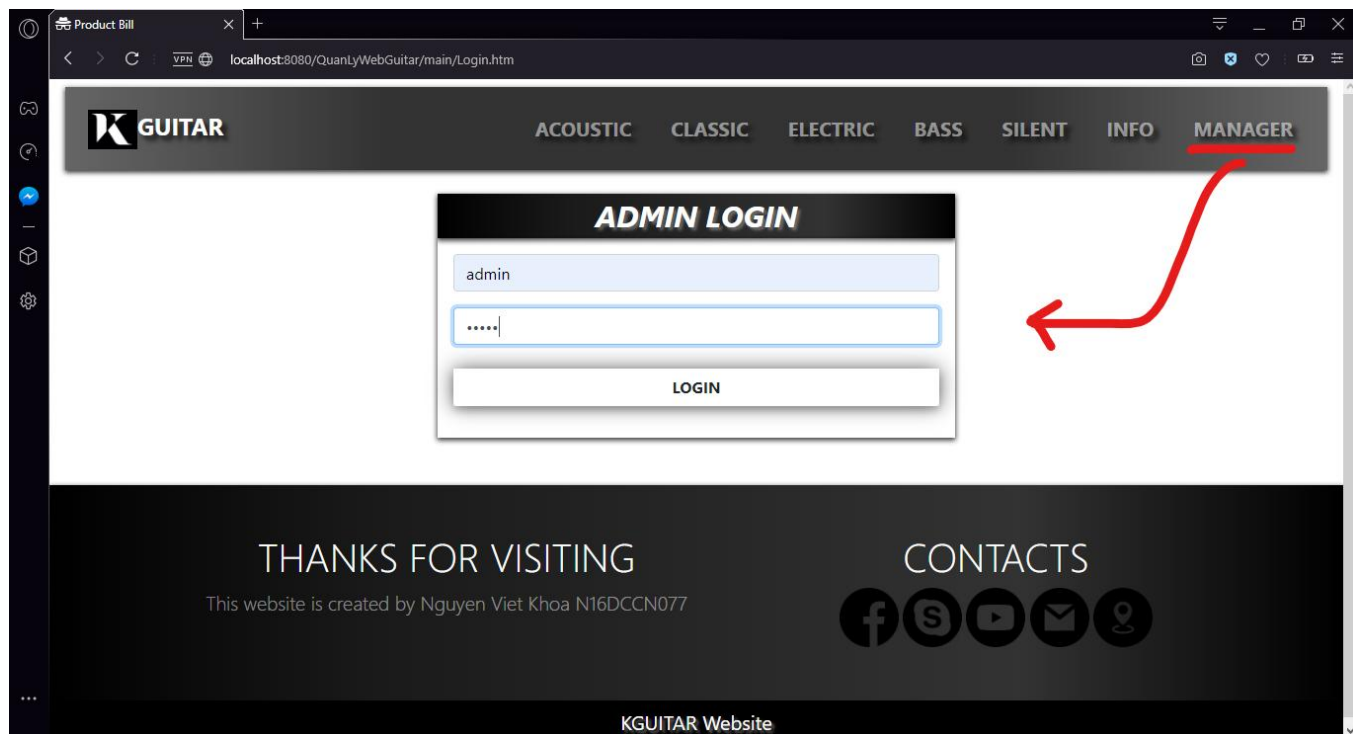 Product Bill
VPN localhost:8080/QuanLyWebGuitar/main/Login.htm
K GUITAR ACOUSTIC CLASSIC ELECTRIC BASS SILENT INFO MANAGER
ADMIN LOGIN
admin
•••••
LOGIN
THANKS FOR VISITING
This website is created by Nguyen Viet Khoa N16DCCN077
CONTACTS
KGUITAR Website